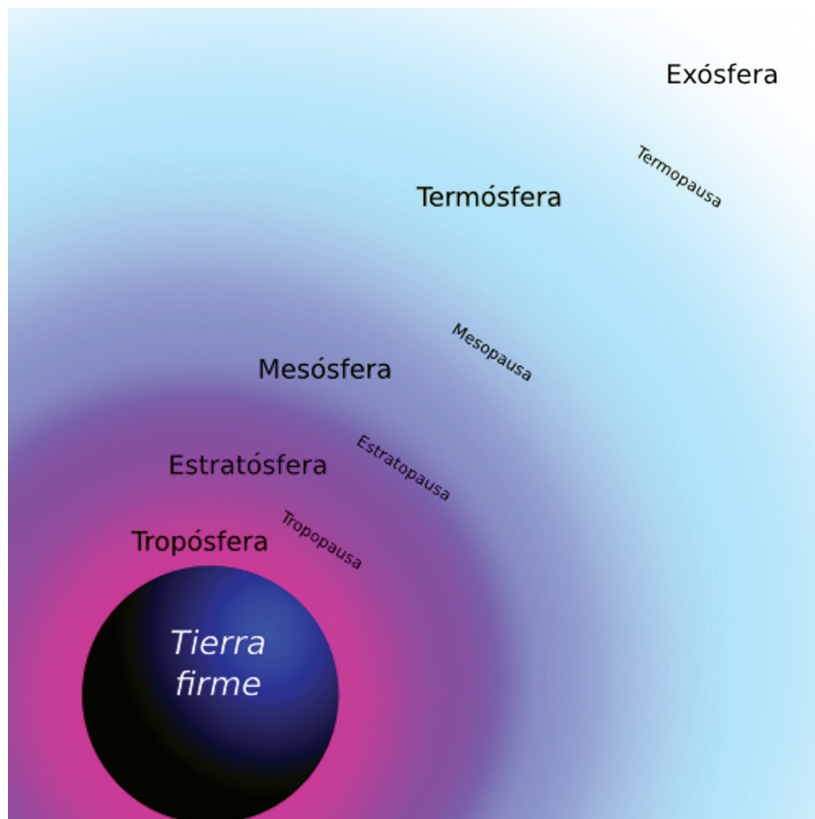 Exósfera
Termopausa
Termósfera
Mesopausa
Mesósfera
Estratopausa
Estratósfera
Tropopausa
Tropósfera
Tierra
firme